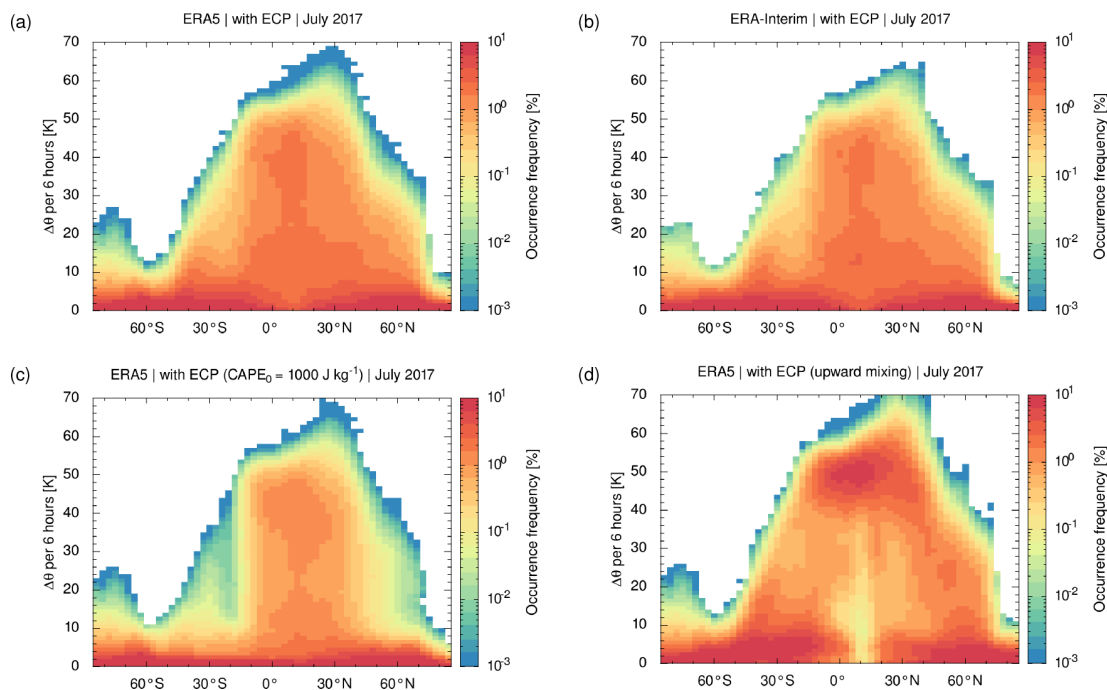 (a)
ERA5 | with ECP | July 2017
Δθ per 6 hours [K]
70
60
50
40
30
20
10
0
60°S 30°S 0° 30°N 60°N
10¹
10⁰
10⁻¹
10⁻²
10⁻³
Occurrence frequency [%]
(b)
ERA-Interim | with ECP | July 2017
Δθ per 6 hours [K]
70
60
50
40
30
20
10
0
60°S 30°S 0° 30°N 60°N
10¹
10⁰
10⁻¹
10⁻²
10⁻³
Occurrence frequency [%]
(c)
ERA5 | with ECP (CAPE₀ = 1000 J kg⁻¹) | July 2017
Δθ per 6 hours [K]
70
60
50
40
30
20
10
0
60°S 30°S 0° 30°N 60°N
10¹
10⁰
10⁻¹
10⁻²
10⁻³
Occurrence frequency [%]
(d)
ERA5 | with ECP (upward mixing) | July 2017
Δθ per 6 hours [K]
70
60
50
40
30
20
10
0
60°S 30°S 0° 30°N 60°N
10¹
10⁰
10⁻¹
10⁻²
10⁻³
Occurrence frequency [%]